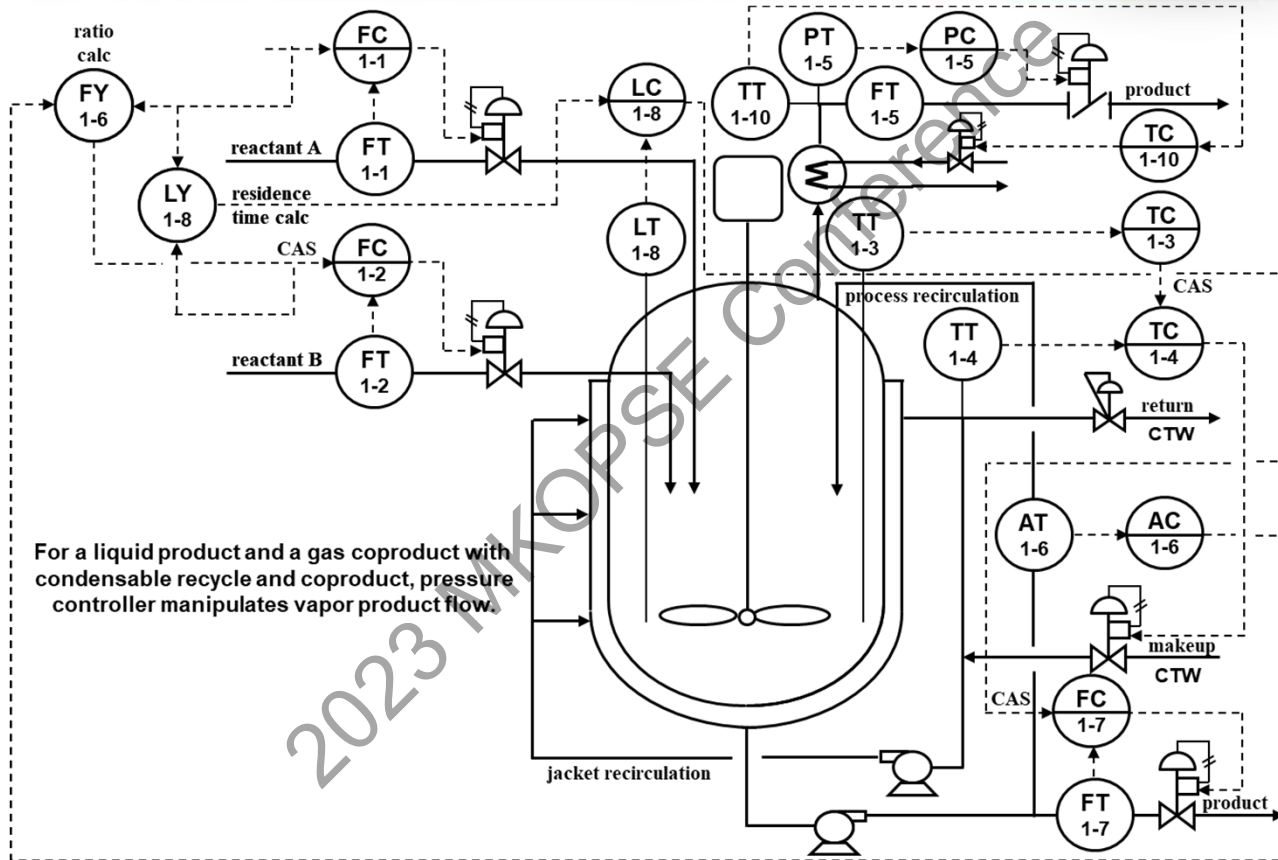 ratio
calc
FY
1-6
FC
1-1
FT
1-1
reactant A
LY
1-8
residence
time calc
CAS
FC
1-2
FT
1-2
reactant B
LC
1-8
LT
1-8
PT
1-5
PC
1-5
TT
1-10
FT
1-5
product
TC
1-10
TT
1-3
TC
1-3
CAS
process recirculation
TT
1-4
TC
1-4
return
CTW
AT
1-6
AC
1-6
makeup
CTW
CAS
FC
1-7
FT
1-7
product
jacket recirculation
For a liquid product and a gas coproduct with
condensable recycle and coproduct, pressure
controller manipulates vapor product flow.
2023 MKOPSE Conference